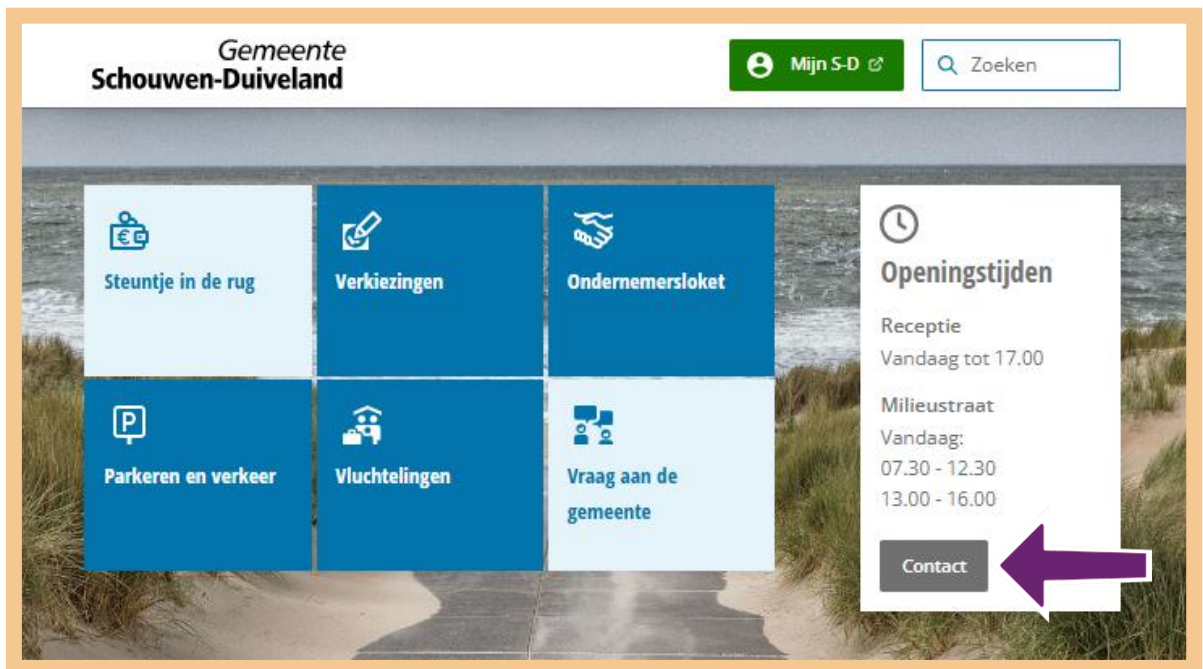 Gemeente
Schouwen-Duiveland
Mijn S-D
Zoeken
Steuntje in de rug
Verkiezingen
Ondernemersloket
Parkeren en verkeer
Vluchtelingen
Vraag aan de
gemeente
Openingstijden
Receptie
Vandaag tot 17.00
Milieustraat
Vandaag:
07.30 - 12.30
13.00 - 16.00
Contact